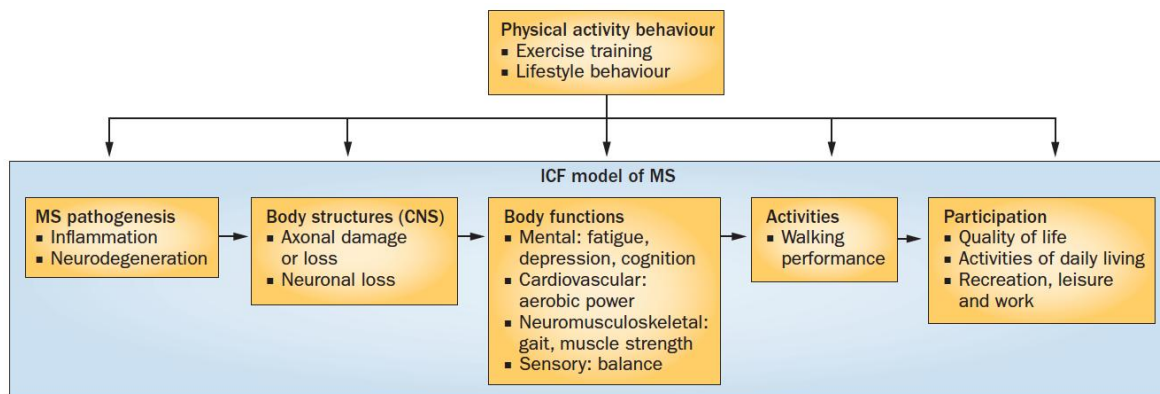 Physical activity behaviour
▪ Exercise training
▪ Lifestyle behaviour
ICF model of MS
MS pathogenesis
▪ Inflammation
▪ Neurodegeneration
Body structures (CNS)
▪ Axonal damage
or loss
▪ Neuronal loss
Body functions
▪ Mental: fatigue,
depression, cognition
▪ Cardiovascular:
aerobic power
▪ Neuromusculoskeletal:
gait, muscle strength
▪ Sensory: balance
Activities
▪ Walking
performance
Participation
▪ Quality of life
▪ Activities of daily living
▪ Recreation, leisure
and work